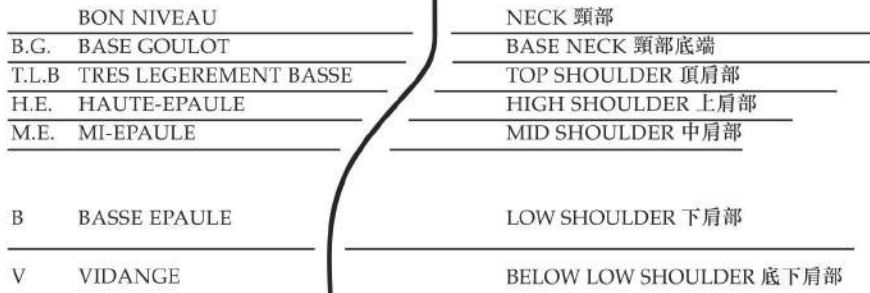 BON NIVEAU NECK 頸部
B.G. BASE GOULOT BASE NECK 頸部底端
T.L.B TRES LEGEREMENT BASSE TOP SHOULDER 頂肩部
H.E. HAUTE-EPAULE HIGH SHOULDER 上肩部
M.E. MI-EPAULE MID SHOULDER 中肩部
B BASSE EPAULE LOW SHOULDER 下肩部
V VIDANGE BELOW LOW SHOULDER 底下肩部